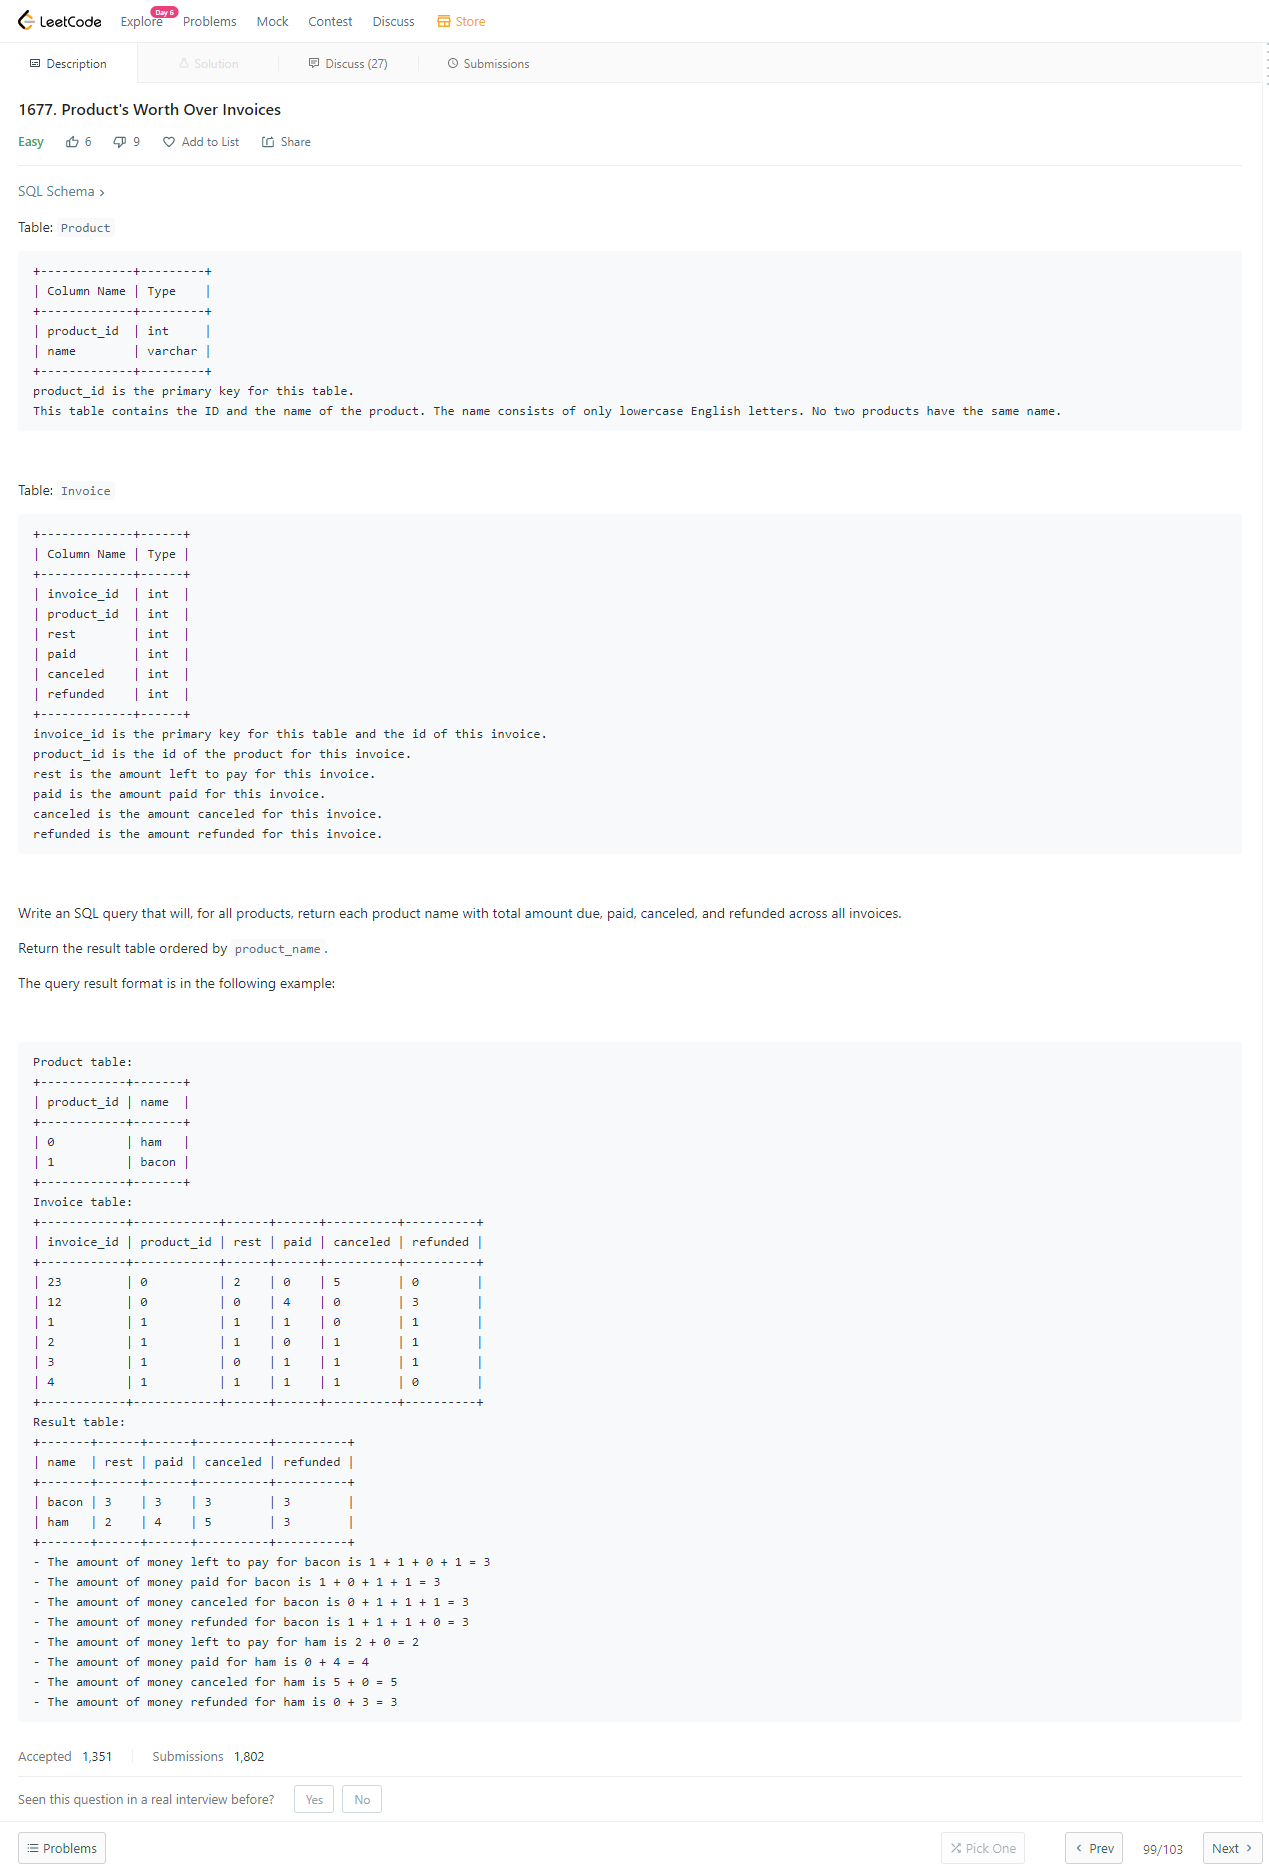 LeetCode Explore Day 6 Problems Mock Contest Discuss Store
Description Solution Discuss (27) Submissions
1677. Product's Worth Over Invoices
Easy 6 9 Add to List Share
SQL Schema >
Table: Product
+-------------+---------+
| Column Name | Type    |
+-------------+---------+
| product_id  | int     |
| name        | varchar |
+-------------+---------+
product_id is the primary key for this table.
This table contains the ID and the name of the product. The name consists of only lowercase English letters. No two products have the same name.
Table: Invoice
+-------------+------+
| Column Name | Type |
+-------------+------+
| invoice_id  | int  |
| product_id  | int  |
| rest        | int  |
| paid        | int  |
| canceled    | int  |
| refunded    | int  |
+-------------+------+
invoice_id is the primary key for this table and the id of this invoice.
product_id is the id of the product for this invoice.
rest is the amount left to pay for this invoice.
paid is the amount paid for this invoice.
canceled is the amount canceled for this invoice.
refunded is the amount refunded for this invoice.
Write an SQL query that will, for all products, return each product name with total amount due, paid, canceled, and refunded across all invoices.
Return the result table ordered by product_name.
The query result format is in the following example:
Product table:
+------------+-------+
| product_id | name  |
+------------+-------+
| 0          | ham   |
| 1          | bacon |
+------------+-------+
Invoice table:
+------------+------------+------+------+----------+----------+
| invoice_id | product_id | rest | paid | canceled | refunded |
+------------+------------+------+------+----------+----------+
| 23         | 0          | 2    | 0    | 5        | 0        |
| 12         | 0          | 0    | 4    | 0        | 3        |
| 1          | 1          | 1    | 1    | 0        | 1        |
| 2          | 1          | 1    | 0    | 1        | 1        |
| 3          | 1          | 0    | 1    | 1        | 1        |
| 4          | 1          | 1    | 1    | 1        | 0        |
+------------+------------+------+------+----------+----------+
Result table:
+-------+------+------+----------+----------+
| name  | rest | paid | canceled | refunded |
+-------+------+------+----------+----------+
| bacon | 3    | 3    | 3        | 3        |
| ham   | 2    | 4    | 5        | 3        |
+-------+------+------+----------+----------+
- The amount of money left to pay for bacon is 1 + 1 + 0 + 1 = 3
- The amount of money paid for bacon is 1 + 0 + 1 + 1 = 3
- The amount of money canceled for bacon is 0 + 1 + 1 + 1 = 3
- The amount of money refunded for bacon is 1 + 1 + 1 + 0 = 3
- The amount of money left to pay for ham is 2 + 0 = 2
- The amount of money paid for ham is 0 + 4 = 4
- The amount of money canceled for ham is 5 + 0 = 5
- The amount of money refunded for ham is 0 + 3 = 3
Accepted 1,351 Submissions 1,802
Seen this question in a real interview before? Yes No
Problems Pick One < Prev 99/103 Next >